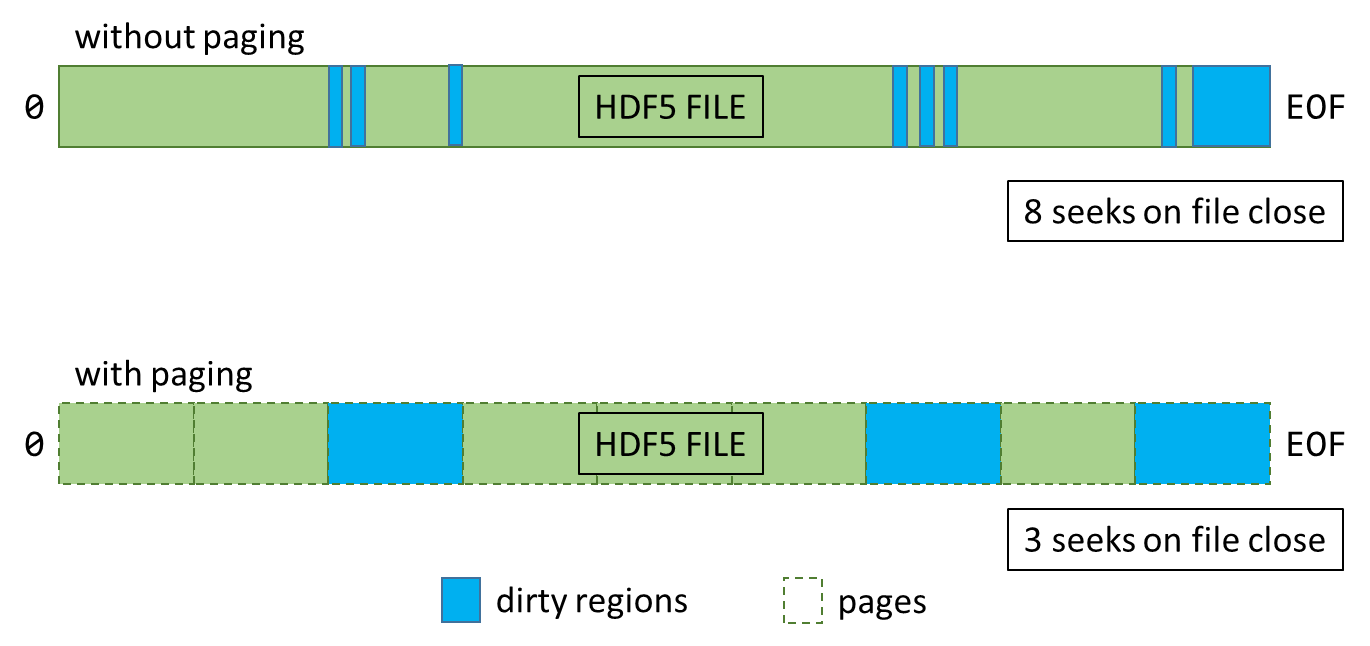 without paging
0
HDF5 FILE
EOF
8 seeks on file close
with paging
0
HDF5 FILE
EOF
3 seeks on file close
dirty regions
pages